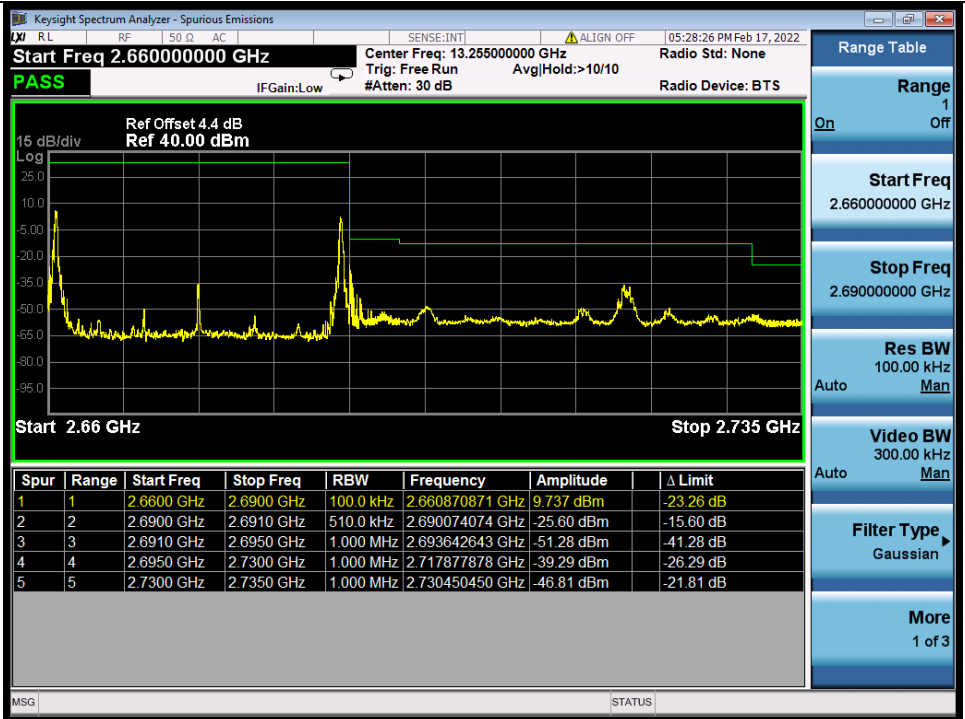 Keysight Spectrum Analyzer - Spurious Emissions
LXI RL RF 50 Ω AC SENSE:INT ALIGN OFF 05:28:26 PM Feb 17, 2022
Start Freq 2.660000000 GHz
PASS
IFGain:Low
Center Freq: 13.255000000 GHz
Trig: Free Run Avg|Hold:>10/10
#Atten: 30 dB
Radio Std: None
Radio Device: BTS
Ref Offset 4.4 dB
15 dB/div Ref 40.00 dBm
Log
25.0
10.0
-5.00
-20.0
-35.0
-50.0
-65.0
-80.0
-95.0
Start 2.66 GHz Stop 2.735 GHz
Spur Range Start Freq Stop Freq RBW Frequency Amplitude Δ Limit
1 1 2.6600 GHz 2.6900 GHz 100.0 kHz 2.660870871 GHz 9.737 dBm -23.26 dB
2 2 2.6900 GHz 2.6910 GHz 510.0 kHz 2.690074074 GHz -25.60 dBm -15.60 dB
3 3 2.6910 GHz 2.6950 GHz 1.000 MHz 2.693642643 GHz -51.28 dBm -41.28 dB
4 4 2.6950 GHz 2.7300 GHz 1.000 MHz 2.717877878 GHz -39.29 dBm -26.29 dB
5 5 2.7300 GHz 2.7350 GHz 1.000 MHz 2.730450450 GHz -46.81 dBm -21.81 dB
MSG STATUS
Range Table
Range
1
On Off
Start Freq
2.660000000 GHz
Stop Freq
2.690000000 GHz
Res BW
100.00 kHz
Auto Man
Video BW
300.00 kHz
Auto Man
Filter Type
Gaussian
More
1 of 3